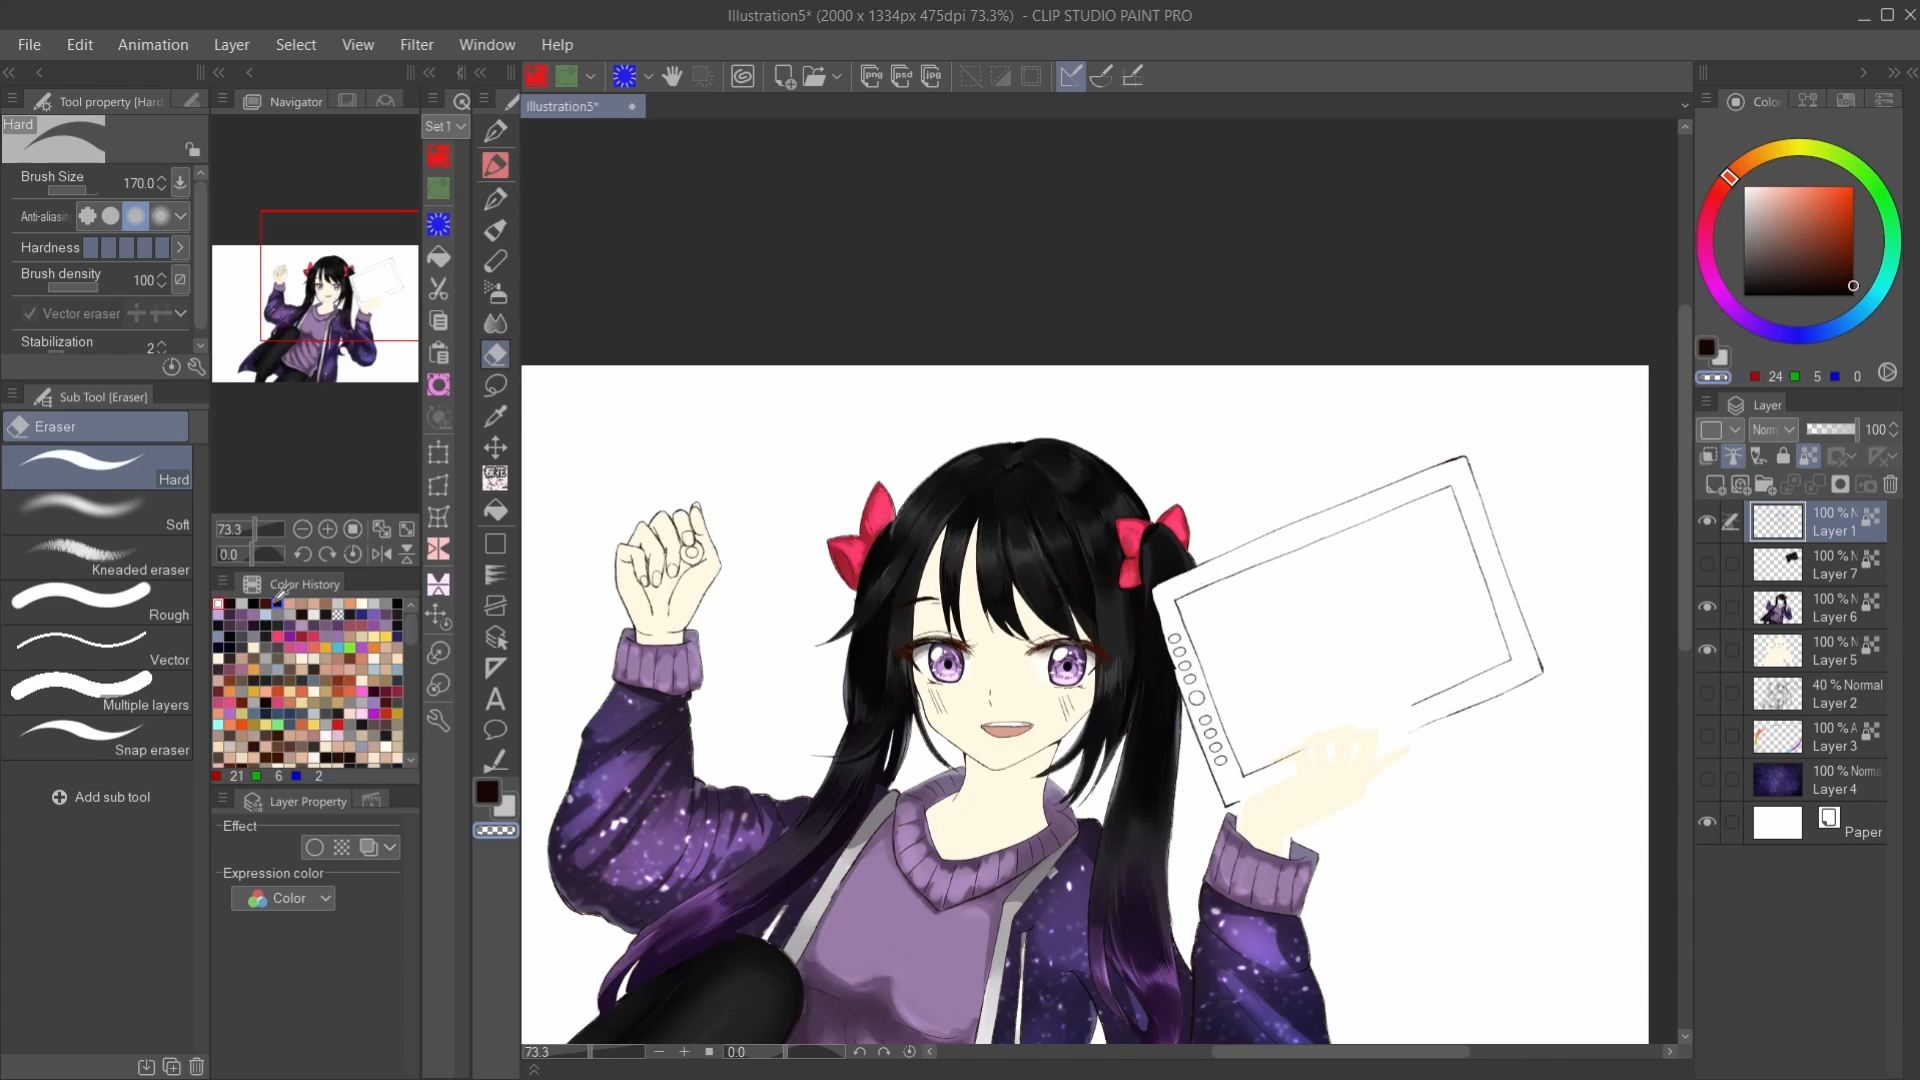 Illustration5* (2000 x 1334px 475dpi 73.3%) - CLIP STUDIO PAINT PRO
File Edit Animation Layer Select View Filter Window Help
Tool property [Hard
Navigator
Color
Illustration5*
Set 1
Hard
Brush Size 170.0
Anti-aliasin
Hardness
Brush density 100
Vector eraser
Stabilization 2
Sub Tool [Eraser]
Eraser
Hard
Soft
Kneaded eraser
Rough
Vector
Multiple layers
Snap eraser
Add sub tool
73.3
0.0
Color History
21 6 2
Layer Property
Effect
Expression color
Color
png psd jpg
A
24 5 0
Layer
Norm 100
100 % N
Layer 1
100 % N
Layer 7
100 % N
Layer 6
100 % N
Layer 5
40 % Normal
Layer 2
100 % A
Layer 3
100 % Norma
Layer 4
Paper
73.3 0.0